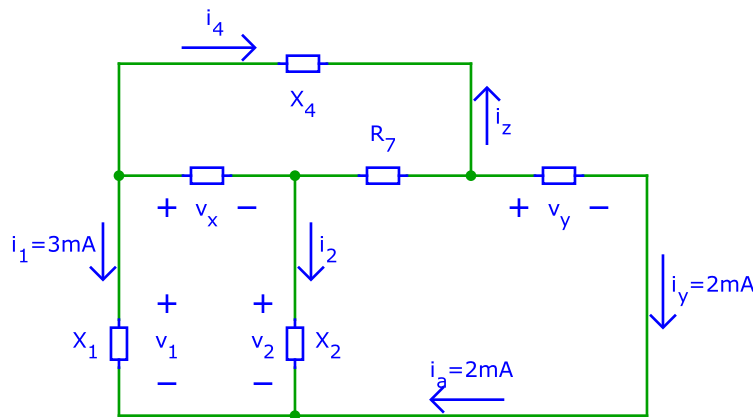 i4
X4
R7
iz
+ vx −
+ vy −
i1=3mA
i2
iy=2mA
+ +
X1 v1 v2 X2
− −
ia=2mA